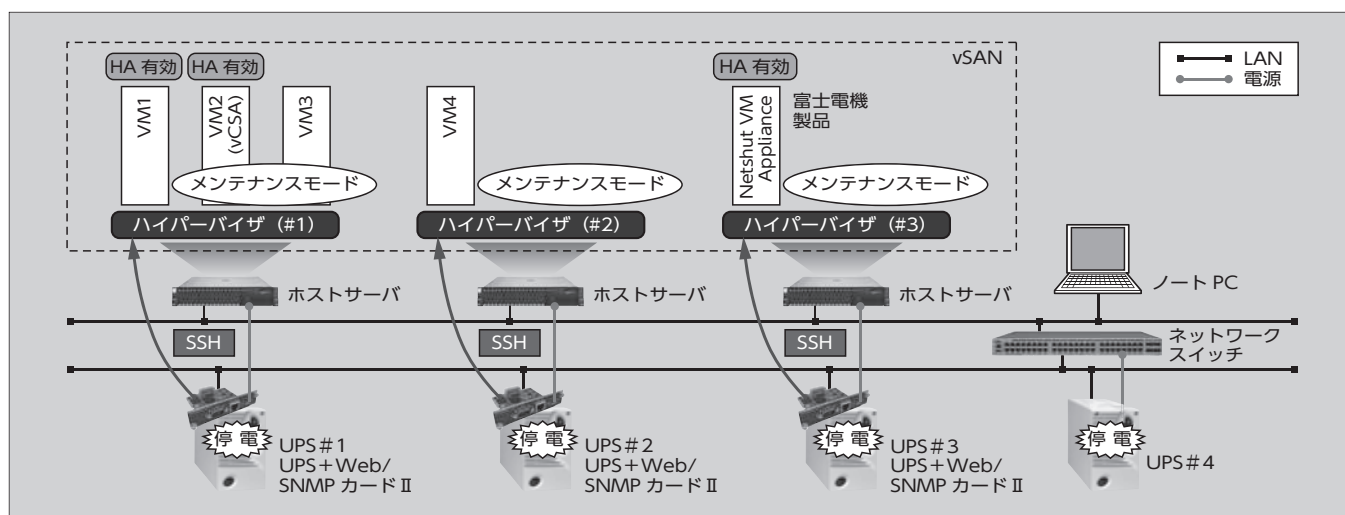 HA 有効
HA 有効
HA 有効
vSAN
LAN
電源
VM1
VM2
(vCSA)
VM3
VM4
Netshut VM
Appliance
富士電機
製品
メンテナンスモード
メンテナンスモード
メンテナンスモード
ハイパーバイザ（#1）
ハイパーバイザ（#2）
ハイパーバイザ（#3）
ホストサーバ
ホストサーバ
ホストサーバ
ノート PC
SSH
SSH
SSH
ネットワーク
スイッチ
停 電
UPS＃1
UPS＋Web/
SNMP カードⅡ
停 電
UPS＃2
UPS＋Web/
SNMP カードⅡ
停 電
UPS＃3
UPS＋Web/
SNMP カードⅡ
停 電
UPS＃4